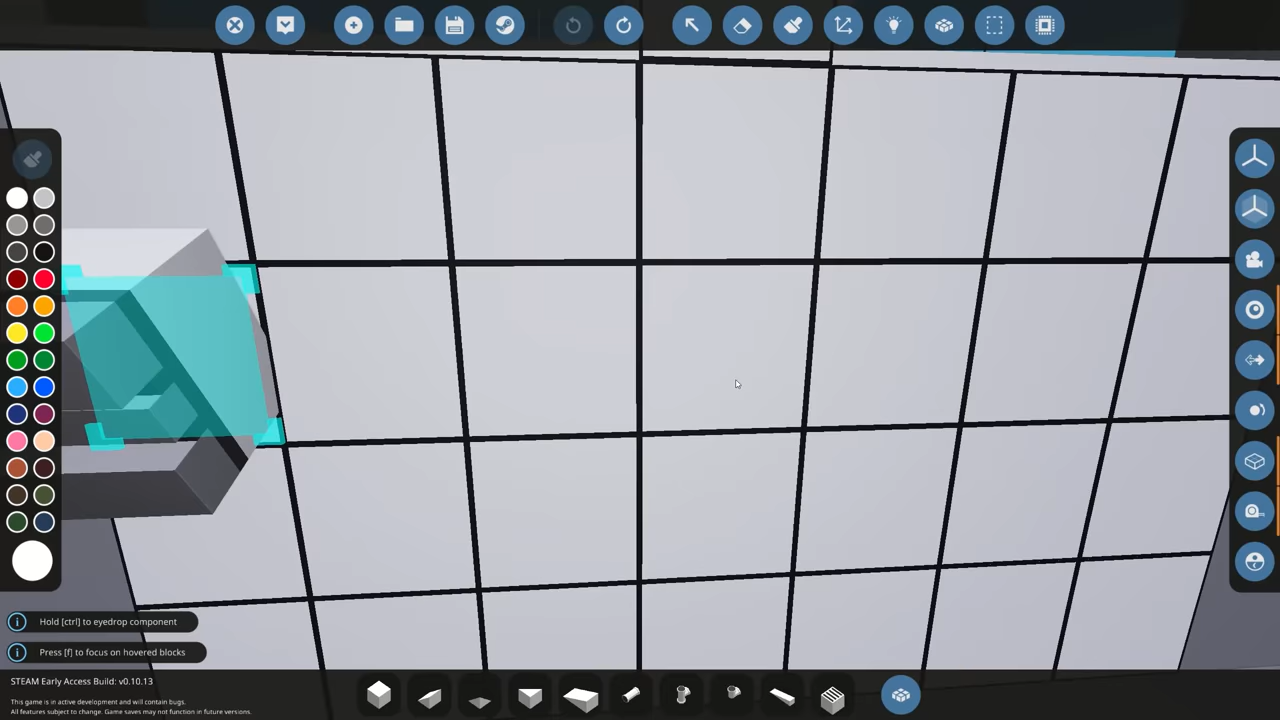 Hold [ctrl] to eyedrop component
Press [f] to focus on hovered blocks
STEAM Early Access Build: v0.10.13
This game is in active development and will contain bugs.
All features subject to change. Game saves may not function in future versions.